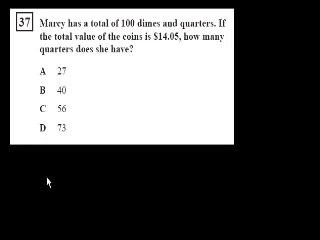 37 Marcy has a total of 100 dimes and quarters. If
the total value of the coins is $14.05, how many
quarters does she have?
A 27
B 40
C 56
D 73